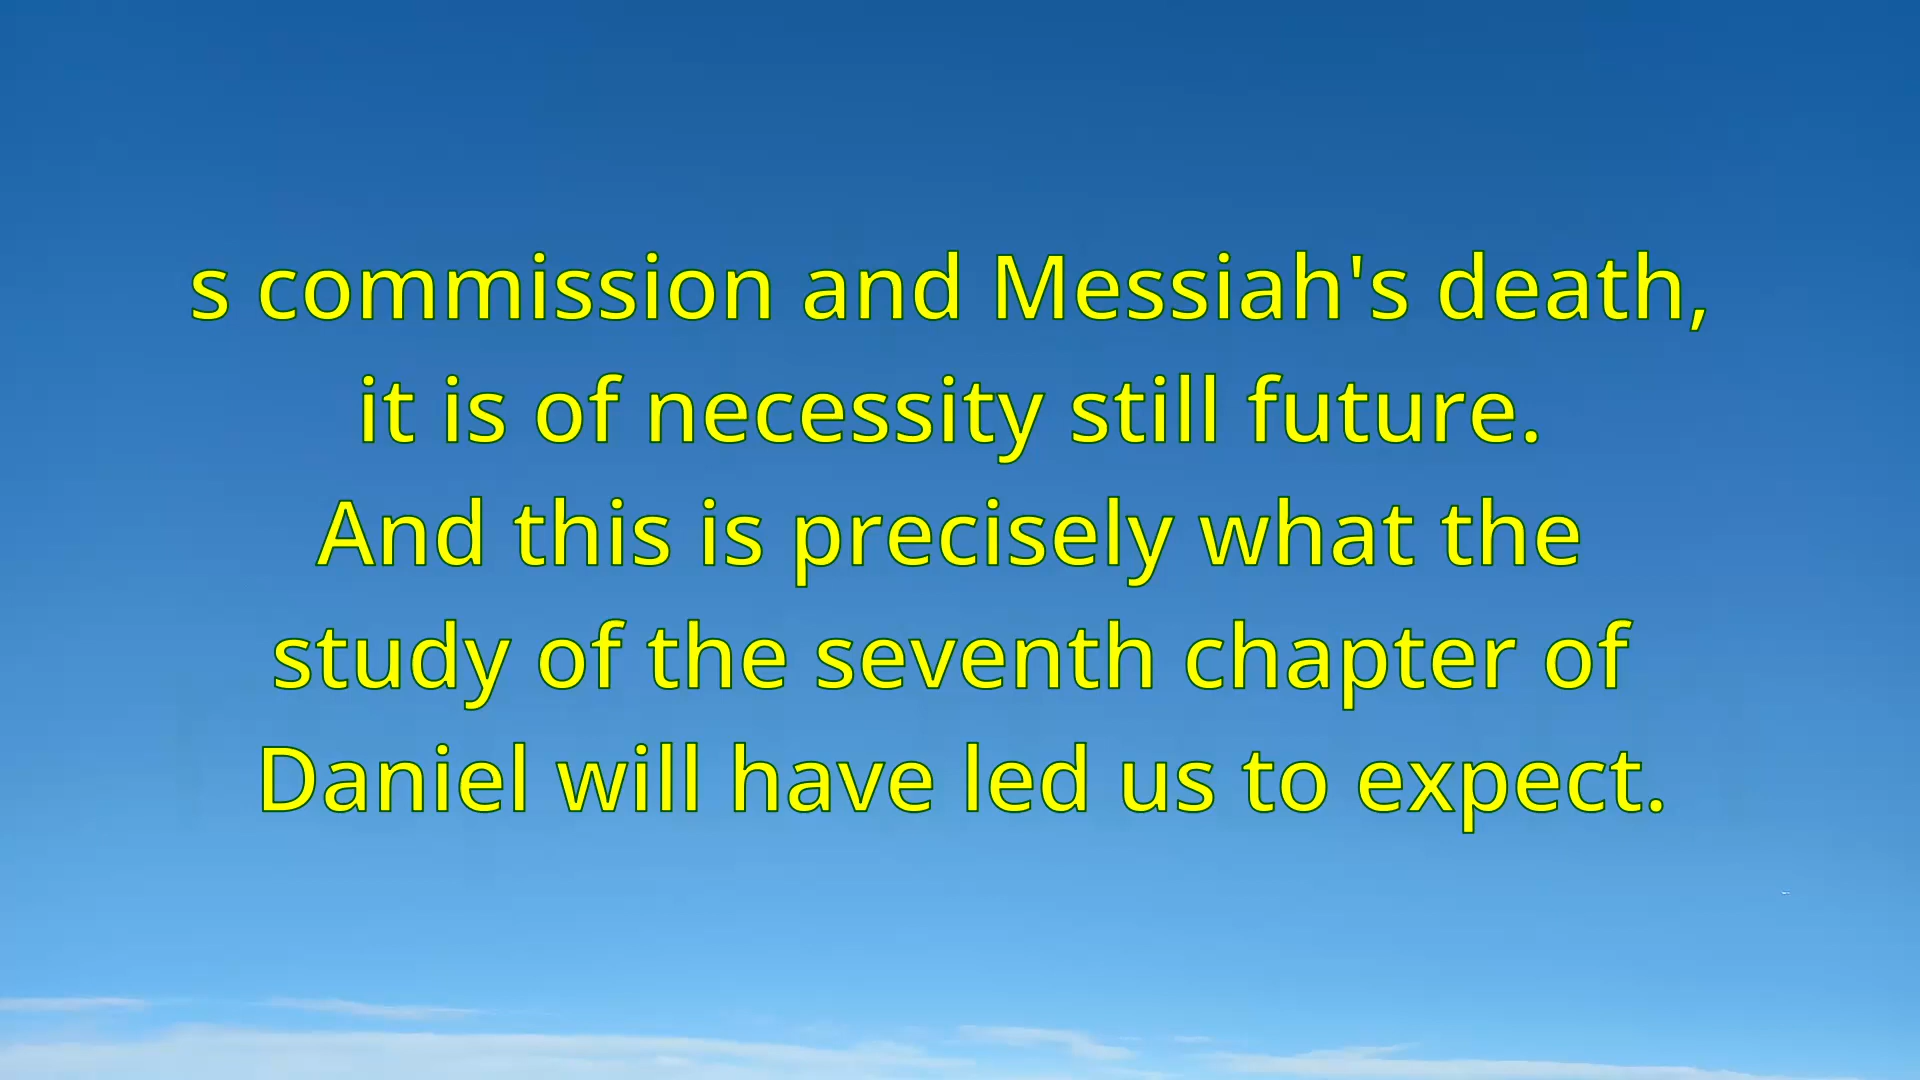 s commission and Messiah's death,
it is of necessity still future.
And this is precisely what the
study of the seventh chapter of
Daniel will have led us to expect.